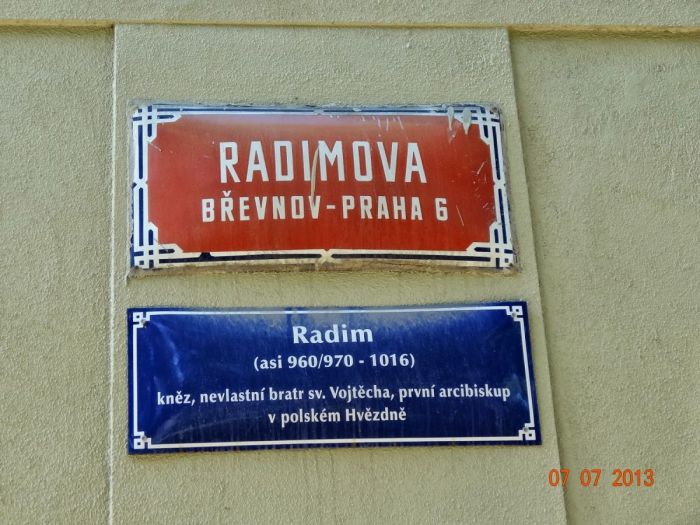 RADIMOVA
BŘEVNOV-PRAHA 6
Radim
(asi 960/970 - 1016)
kněz, nevlastní bratr sv. Vojtěcha, první arcibiskup
v polském Hvězdně
07 07 2013